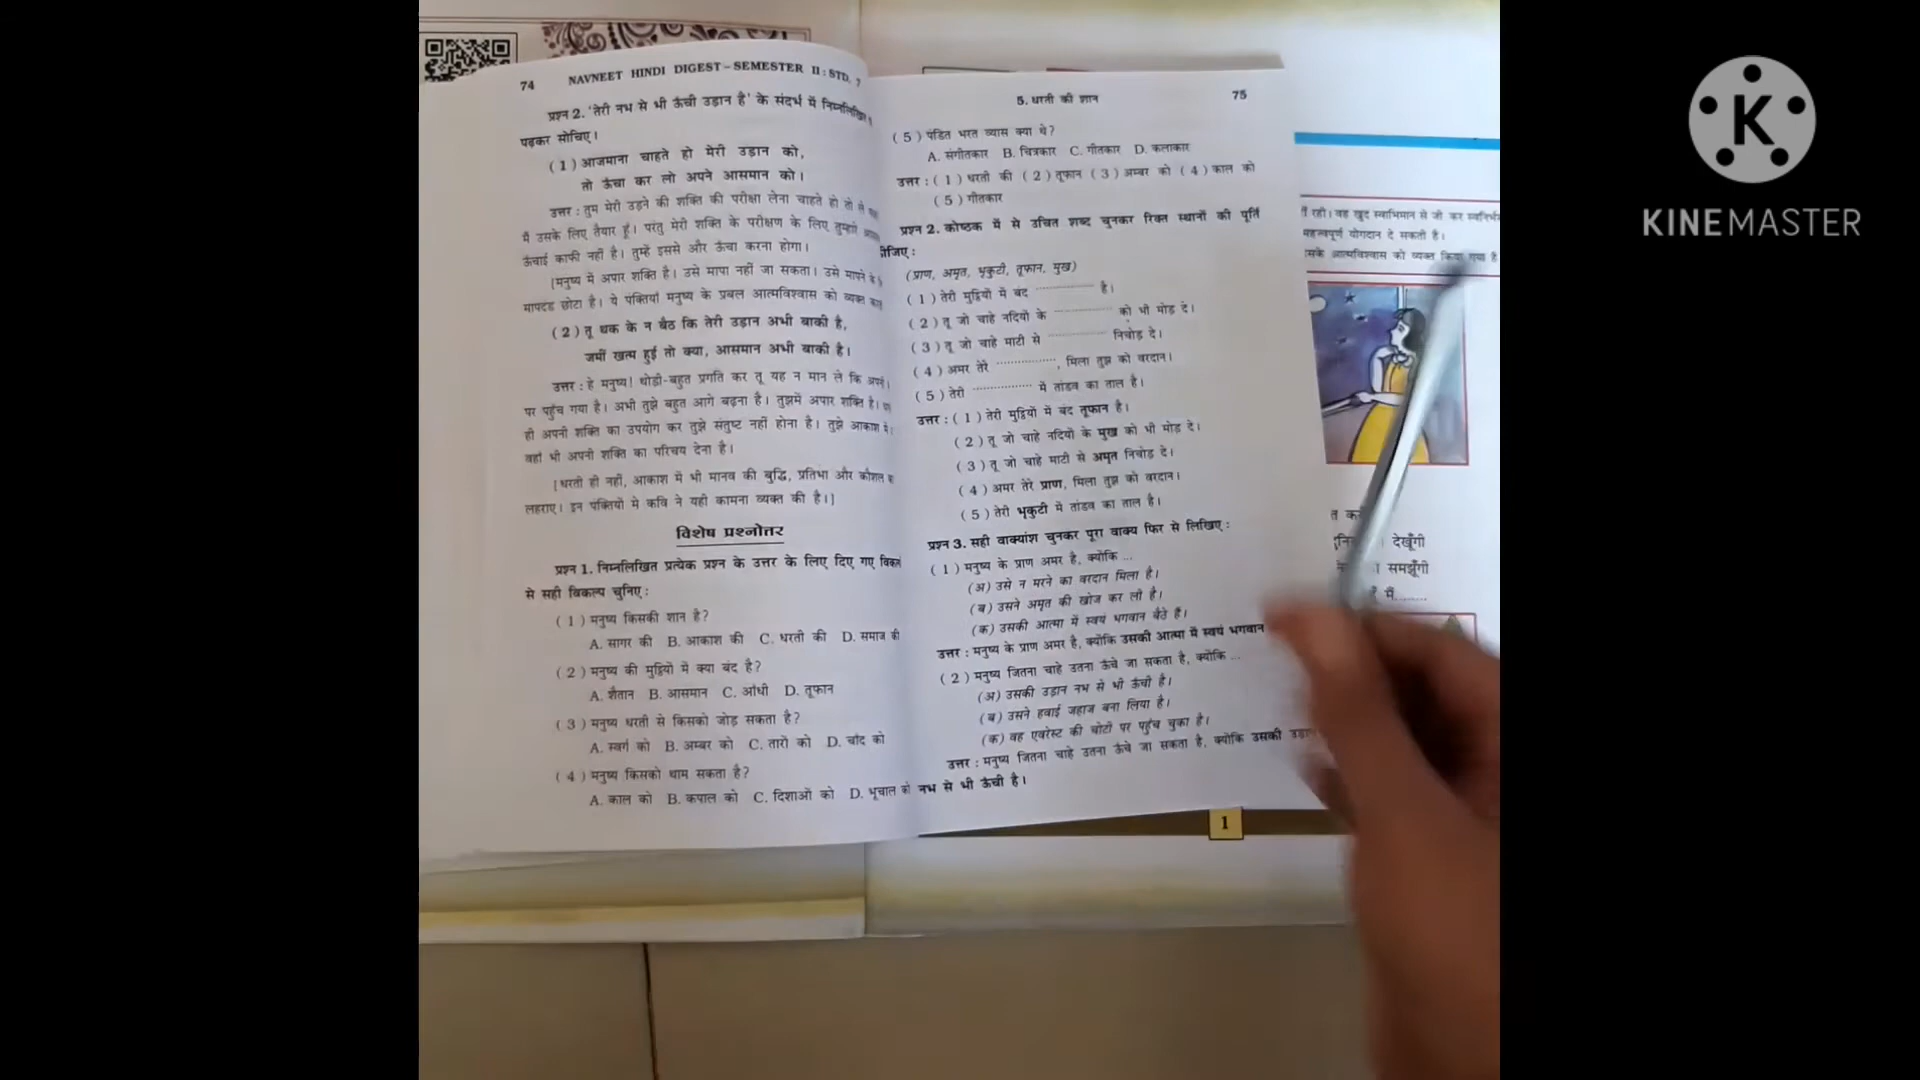 74 NAVNEET HINDI DIGEST – SEMESTER II : STD. 7
प्रश्न 2. 'तेरी नभ से भी ऊँची उड़ान है' के संदर्भ में निम्नलिखित
पढ़कर सोचिए।
( 1 ) आजमाना चाहते हो मेरी उड़ान को,
तो ऊँचा कर लो अपने आसमान को।
उत्तर : तुम मेरी उड़ने की शक्ति की परीक्षा लेना चाहते हो तो ले
मैं उसके लिए तैयार हूँ। परंतु मेरी शक्ति के परीक्षण के लिए तुम्हारे
ऊँचाई काफी नहीं है। तुम्हें इससे और ऊँचा करना होगा।
[मनुष्य में अपार शक्ति है। उसे मापा नहीं जा सकता। उसे मापने के
मापदंड छोटा है। ये पंक्तियाँ मनुष्य के प्रबल आत्मविश्वास को व्यक्त
( 2 ) तू थक के न बैठ कि तेरी उड़ान अभी बाकी है,
जमीं खत्म हुई तो क्या, आसमान अभी बाकी है।
उत्तर : हे मनुष्य! थोड़ी-बहुत प्रगति कर तू यह न मान ले कि
पर पहुँच गया है। अभी तुझे बहुत आगे बढ़ना है। तुझमें अपार शक्ति है।
ही अपनी शक्ति का उपयोग कर तुझे संतुष्ट नहीं होना है। तुझे आकाश में
वहाँ भी अपनी शक्ति का परिचय देना है।
[धरती ही नहीं, आकाश में भी मानव की बुद्धि, प्रतिभा और कौशल
लहराए। इन पंक्तियों में कवि ने यही कामना व्यक्त की है।]
विशेष प्रश्नोत्तर
प्रश्न 1. निम्नलिखित प्रत्येक प्रश्न के उत्तर के लिए दिए गए
से सही विकल्प चुनिए :
( 1 ) मनुष्य किसकी शान है?
A. सागर की B. आकाश की C. धरती की D. समाज की
( 2 ) मनुष्य की मुट्ठियों में क्या बंद है?
A. शैतान B. आसमान C. आँधी D. तूफान
( 3 ) मनुष्य धरती से किसको जोड़ सकता है?
A. स्वर्ग को B. अम्बर को C. तारों को D. चाँद को
( 4 ) मनुष्य किसको थाम सकता है?
A. काल को B. कपाल को C. दिशाओं को D. भूचाल को
5. धरती की शान 75
( 5 ) पंडित भरत व्यास क्या थे?
A. संगीतकार B. चित्रकार C. गीतकार D. कलाकार
उत्तर : ( 1 ) धरती की ( 2 ) तूफान ( 3 ) अम्बर को ( 4 ) काल को
( 5 ) गीतकार
प्रश्न 2. कोष्ठक में से उचित शब्द चुनकर रिक्त स्थानों की पूर्ति
कीजिए :
(प्राण, अमृत, भृकुटी, तूफान, मुख)
( 1 ) तेरी मुट्ठियों में बंद .............. है।
( 2 ) तू जो चाहे नदियों के .............. को भी मोड़ दे।
( 3 ) तू जो चाहे माटी से .............. निचोड़ दे।
( 4 ) अमर तेरे .............. , मिला तुझ को वरदान।
( 5 ) तेरी .............. में तांडव का ताल है।
उत्तर : ( 1 ) तेरी मुट्ठियों में बंद तूफान है।
( 2 ) तू जो चाहे नदियों के मुख को भी मोड़ दे।
( 3 ) तू जो चाहे माटी से अमृत निचोड़ दे।
( 4 ) अमर तेरे प्राण, मिला तुझ को वरदान।
( 5 ) तेरी भृकुटी में तांडव का ताल है।
प्रश्न 3. सही वाक्यांश चुनकर पूरा वाक्य फिर से लिखिए :
( 1 ) मनुष्य के प्राण अमर है, क्योंकि ...
(अ) उसे न मरने का वरदान मिला है।
(ब) उसने अमृत की खोज कर ली है।
(क) उसकी आत्मा में स्वयं भगवान बैठे हैं।
उत्तर : मनुष्य के प्राण अमर है, क्योंकि उसकी आत्मा में स्वयं भगवान
( 2 ) मनुष्य जितना चाहे उतना ऊँचे जा सकता है, क्योंकि ...
(अ) उसकी उड़ान नभ से भी ऊँची है।
(ब) उसने हवाई जहाज बना लिया है।
(क) वह एवरेस्ट की चोटी पर पहुँच चुका है।
उत्तर : मनुष्य जितना चाहे उतना ऊँचे जा सकता है, क्योंकि उसकी
नभ से भी ऊँची है।
रही। वह खुद स्वाभिमान से जी कर
महत्वपूर्ण योगदान दे सकती है।
आत्मविश्वास को व्यक्त किया गया है
देखूँगी
समझूँगी
मैं........
1
KINEMASTER